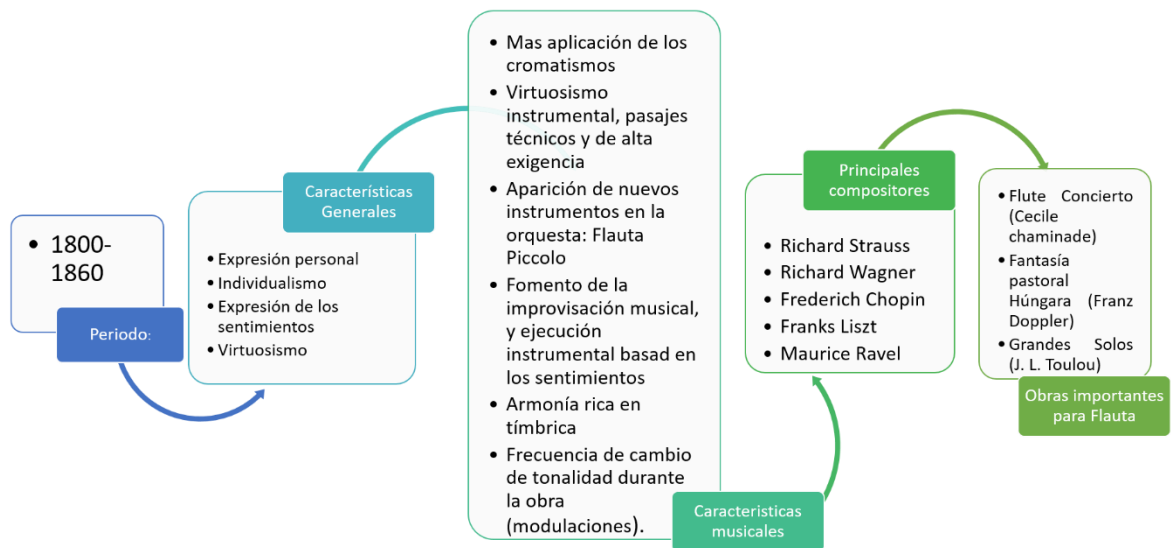 • 1800-
1860
Periodo:
Características
Generales
• Expresión personal
• Individualismo
• Expresión de los
sentimientos
• Virtuosismo
• Mas aplicación de los
cromatismos
• Virtuosismo
instrumental, pasajes
técnicos y de alta
exigencia
• Aparición de nuevos
instrumentos en la
orquesta: Flauta
Piccolo
• Fomento de la
improvisación musical,
y ejecución
instrumental basad en
los sentimientos
• Armonía rica en
tímbrica
• Frecuencia de cambio
de tonalidad durante
la obra
(modulaciones).
Caracteristicas
musicales
Principales
compositores
• Richard Strauss
• Richard Wagner
• Frederich Chopin
• Franks Liszt
• Maurice Ravel
• Flute Concierto
(Cecile
chaminade)
• Fantasía
pastoral
Húngara (Franz
Doppler)
• Grandes Solos
(J. L. Toulou)
Obras importantes
para Flauta